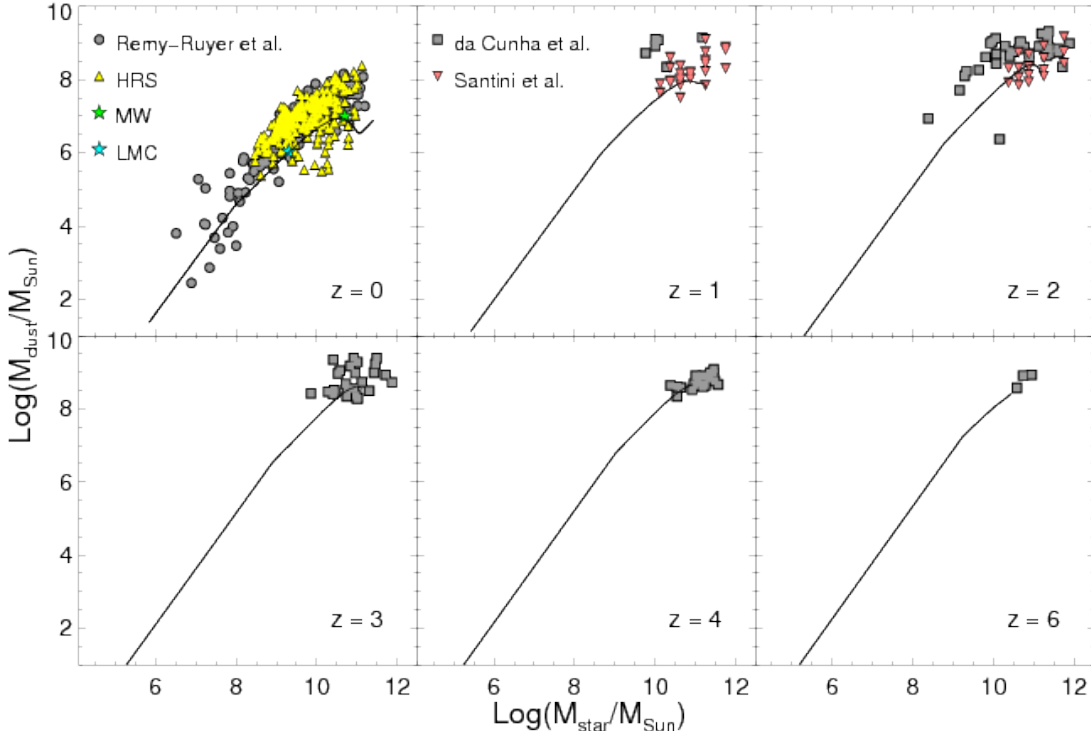 10
8
6
4
2
Remy-Ruyer et al.
HRS
MW
LMC
z = 0
da Cunha et al.
Santini et al.
z = 1
z = 2
10
8
6
4
2
z = 3
z = 4
z = 6
6 8 10 12
6 8 10 12
6 8 10 12
Log(M_dust/M_Sun)
Log(M_star/M_Sun)